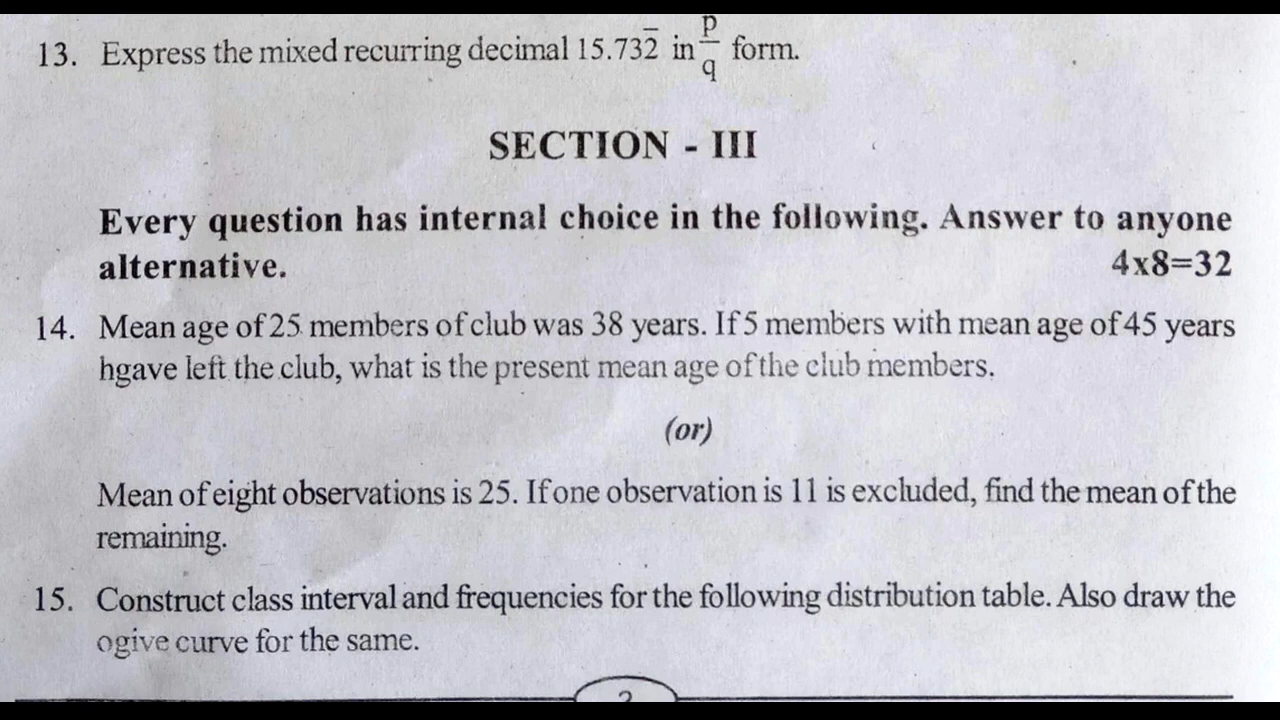 13. Express the mixed recurring decimal 15.732̅ in p/q form.
SECTION - III
Every question has internal choice in the following. Answer to anyone
alternative. 4x8=32
14. Mean age of 25 members of club was 38 years. If 5 members with mean age of 45 years
hgave left the club, what is the present mean age of the club members.
(or)
Mean of eight observations is 25. If one observation is 11 is excluded, find the mean of the
remaining.
15. Construct class interval and frequencies for the following distribution table. Also draw the
ogive curve for the same.